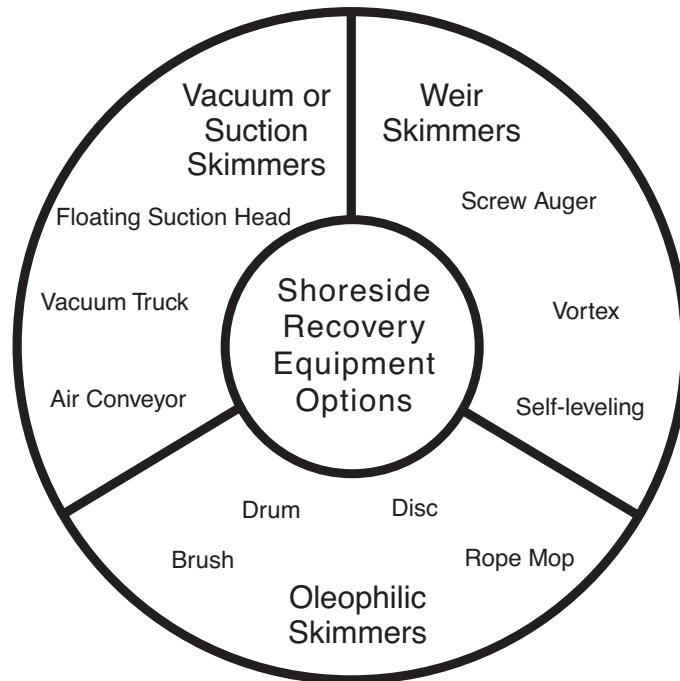 Vacuum or
Suction
Skimmers
Floating Suction Head
Vacuum Truck
Air Conveyor
Weir
Skimmers
Screw Auger
Vortex
Self-leveling
Shoreside
Recovery
Equipment
Options
Drum
Disc
Brush
Rope Mop
Oleophilic
Skimmers